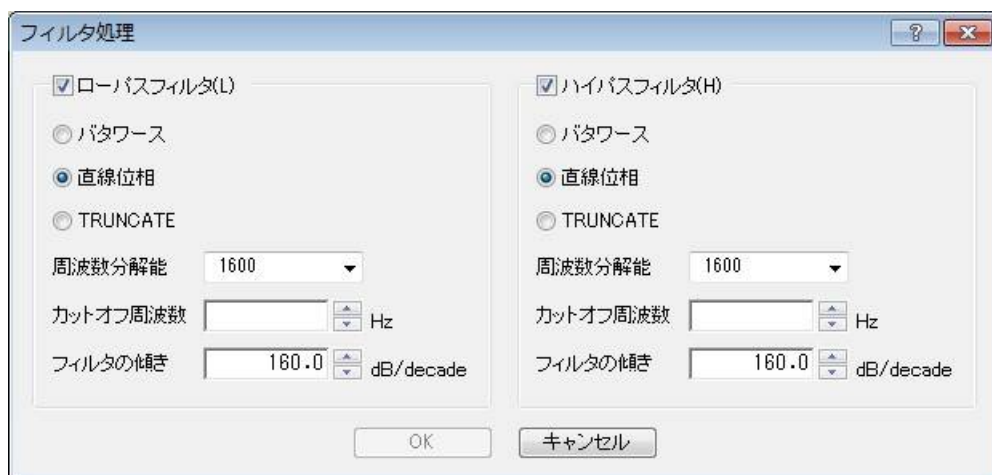 フィルタ処理
ローパスフィルタ(L)
バタワース
直線位相
TRUNCATE
周波数分解能 1600
カットオフ周波数 Hz
フィルタの傾き 160.0 dB/decade
ハイパスフィルタ(H)
バタワース
直線位相
TRUNCATE
周波数分解能 1600
カットオフ周波数 Hz
フィルタの傾き 160.0 dB/decade
OK キャンセル